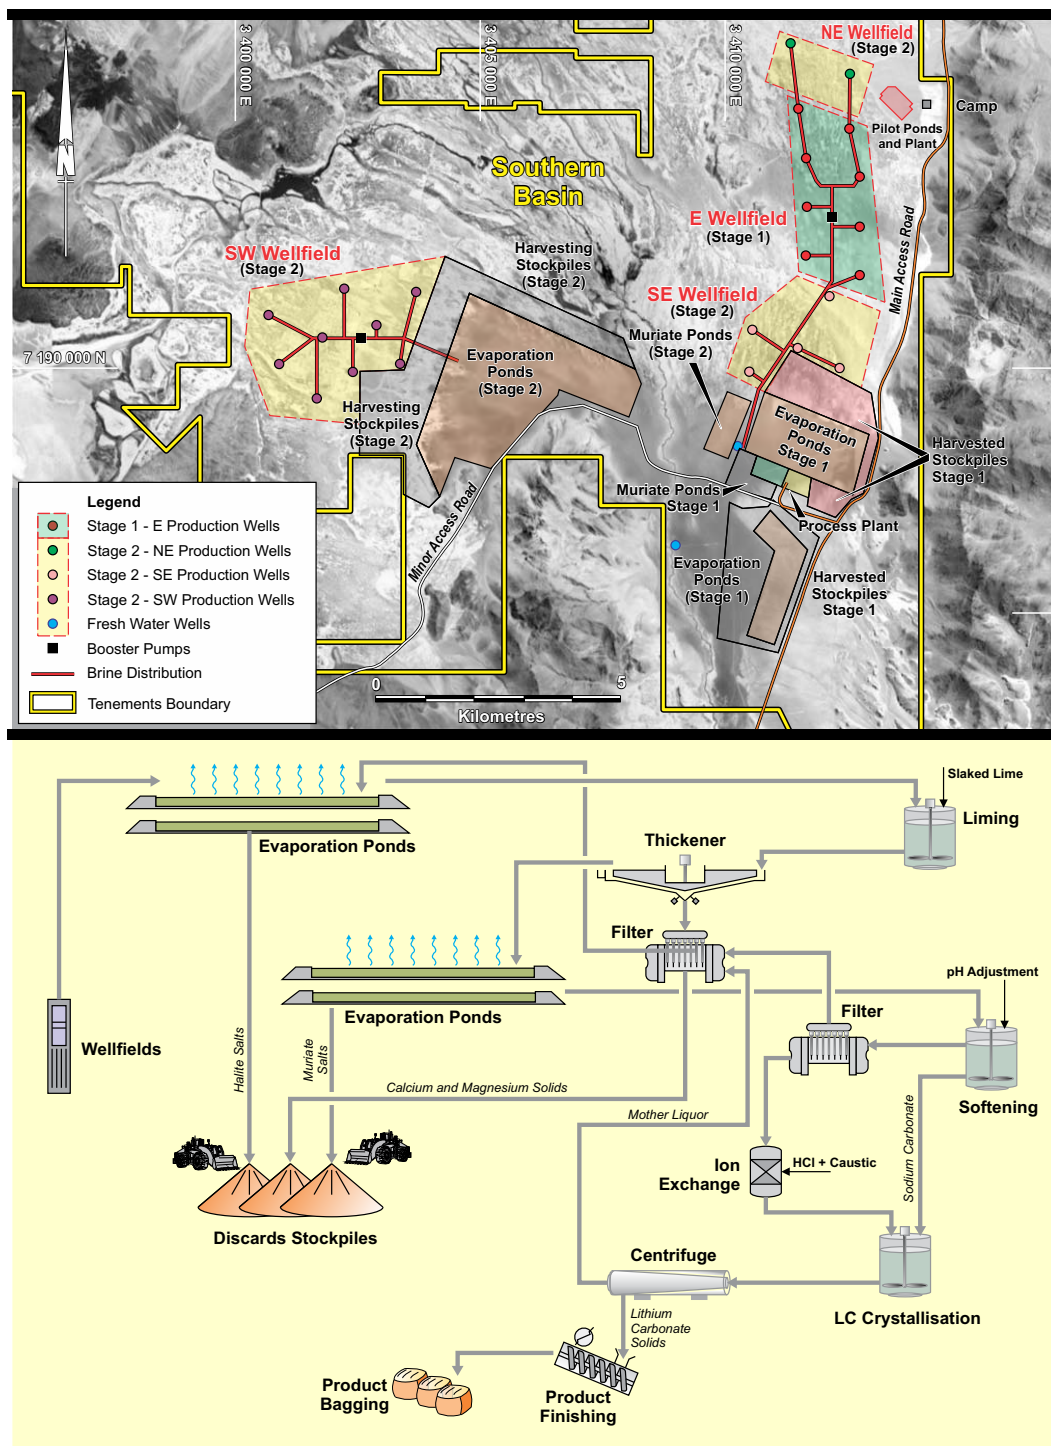 3 400 000 E
3 405 000 E
3 410 000 E
NE Wellfield
(Stage 2)
Camp
Pilot Ponds
and Plant
N
Southern
Basin
E Wellfield
(Stage 1)
Main Access Road
SW Wellfield
(Stage 2)
Harvesting
Stockpiles
(Stage 2)
SE Wellfield
(Stage 2)
Muriate Ponds
(Stage 2)
7 190 000 N
Evaporation
Ponds
(Stage 2)
Harvesting
Stockpiles
(Stage 2)
Evaporation
Ponds
Stage 1
Harvested
Stockpiles
Stage 1
Muriate Ponds
Stage 1
Process Plant
Minor Access Road
Evaporation
Ponds
(Stage 1)
Harvested
Stockpiles
Stage 1
Legend
Stage 1 - E Production Wells
Stage 2 - NE Production Wells
Stage 2 - SE Production Wells
Stage 2 - SW Production Wells
Fresh Water Wells
Booster Pumps
Brine Distribution
Tenements Boundary
0
5
Kilometres
Slaked Lime
Liming
Evaporation Ponds
Thickener
Filter
pH Adjustment
Evaporation Ponds
Filter
Wellfields
Halite Salts
Muriate
Salts
Calcium and Magnesium Solids
Mother Liquor
Softening
Sodium Carbonate
Ion
Exchange
HCl + Caustic
Discards Stockpiles
Centrifuge
LC Crystallisation
Lithium
Carbonate
Solids
Product
Bagging
Product
Finishing